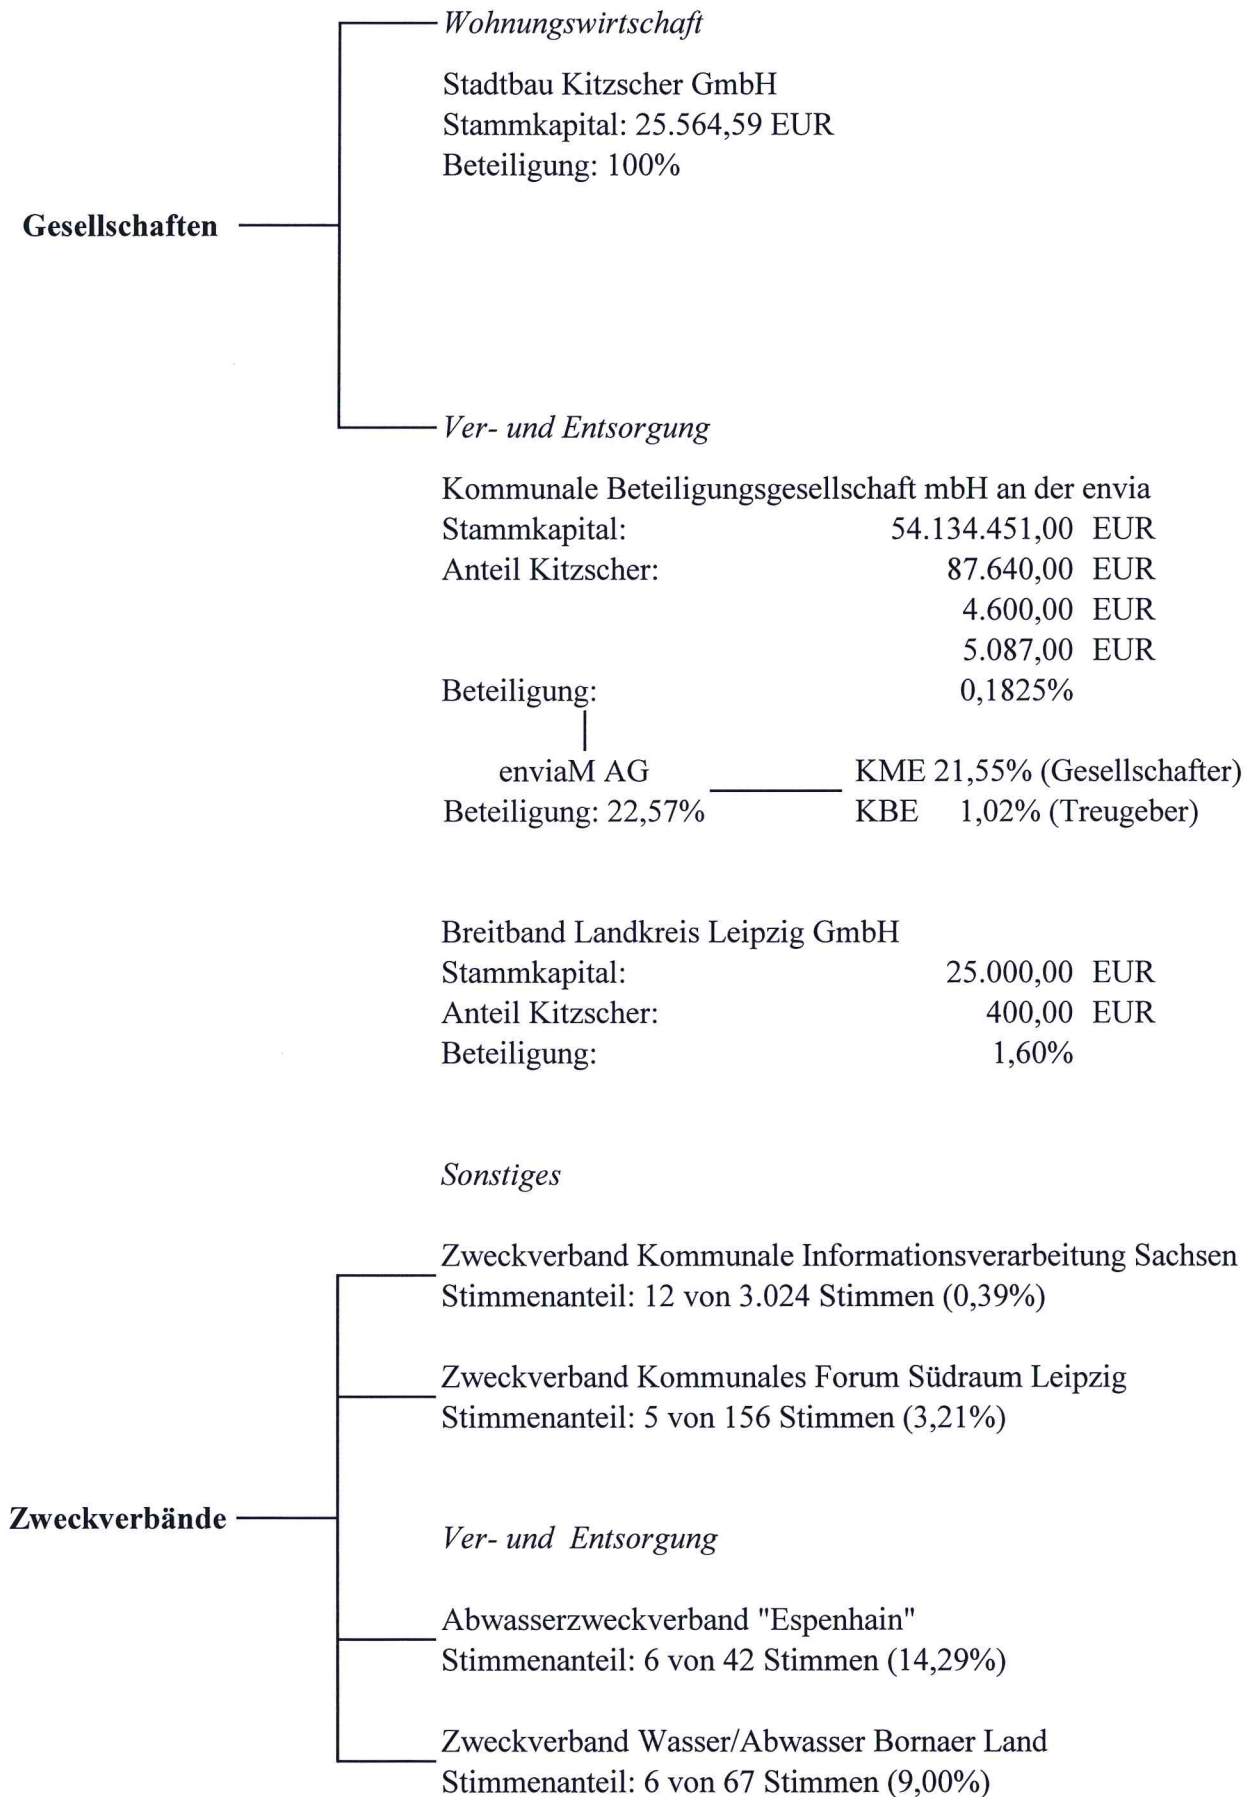 Wohnungswirtschaft
Stadtbau Kitzscher GmbH
Stammkapital: 25.564,59 EUR
Beteiligung: 100%
Gesellschaften
Ver- und Entsorgung
Kommunale Beteiligungsgesellschaft mbH an der envia
Stammkapital: 54.134.451,00 EUR
Anteil Kitzscher: 87.640,00 EUR
4.600,00 EUR
5.087,00 EUR
Beteiligung: 0,1825%
enviaM AG KME 21,55% (Gesellschafter)
Beteiligung: 22,57% KBE 1,02% (Treugeber)
Breitband Landkreis Leipzig GmbH
Stammkapital: 25.000,00 EUR
Anteil Kitzscher: 400,00 EUR
Beteiligung: 1,60%
Sonstiges
Zweckverband Kommunale Informationsverarbeitung Sachsen
Stimmenanteil: 12 von 3.024 Stimmen (0,39%)
Zweckverband Kommunales Forum Südraum Leipzig
Stimmenanteil: 5 von 156 Stimmen (3,21%)
Zweckverbände
Ver- und Entsorgung
Abwasserzweckverband "Espenhain"
Stimmenanteil: 6 von 42 Stimmen (14,29%)
Zweckverband Wasser/Abwasser Bornaer Land
Stimmenanteil: 6 von 67 Stimmen (9,00%)